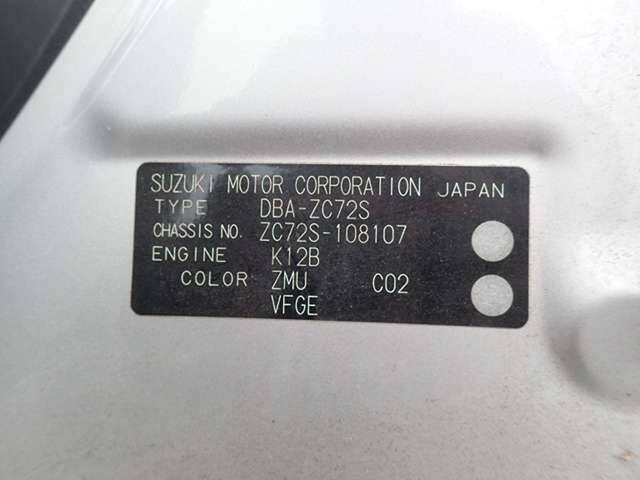 SUZUKI MOTOR CORPORATION JAPAN
TYPE DBA-ZC72S
CHASSIS NO. ZC72S-108107
ENGINE K12B
COLOR ZMU C02
VFGE